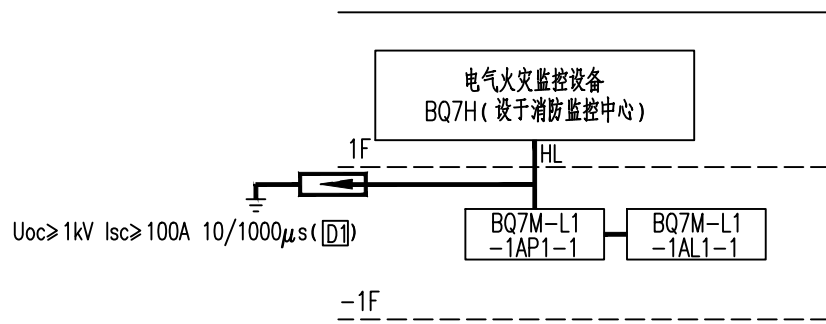 电气火灾监控设备
BQ7H(设于消防监控中心)
1F
HL
Uoc≥1kV Isc≥100A 10/1000μs(D1)
BQ7M-L1
-1AP1-1
BQ7M-L1
-1AL1-1
-1F